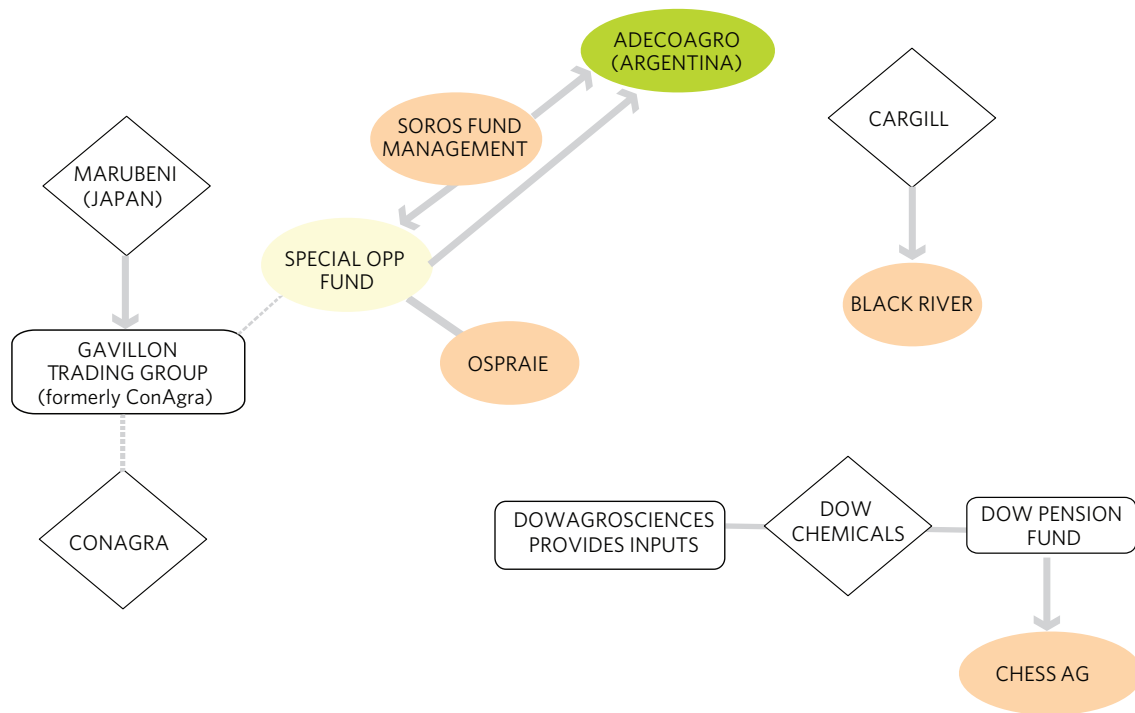 ADECOAGRO
(ARGENTINA)
SOROS FUND
MANAGEMENT
CARGILL
MARUBENI
(JAPAN)
SPECIAL OPP
FUND
BLACK RIVER
GAVILLON
TRADING GROUP
(formerly ConAgra)
OSPRAIE
CONAGRA
DOWAGROSCIENCES
PROVIDES INPUTS
DOW
CHEMICALS
DOW PENSION
FUND
CHESS AG